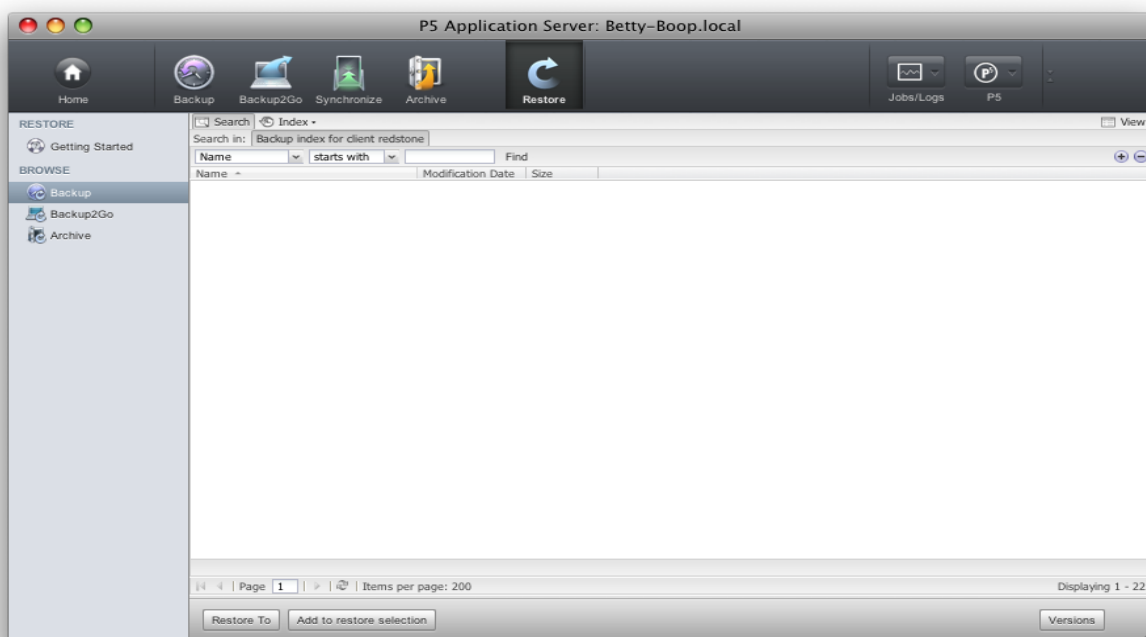 P5 Application Server: Betty-Boop.local
Home
Backup
Backup2Go
Synchronize
Archive
Restore
Jobs/Logs
P5
RESTORE
Getting Started
BROWSE
Backup
Backup2Go
Archive
Search Index View
Search in: Backup index for client redstone
Name starts with Find
Name Modification Date Size
Page 1 Items per page: 200 Displaying 1 - 22
Restore To Add to restore selection Versions